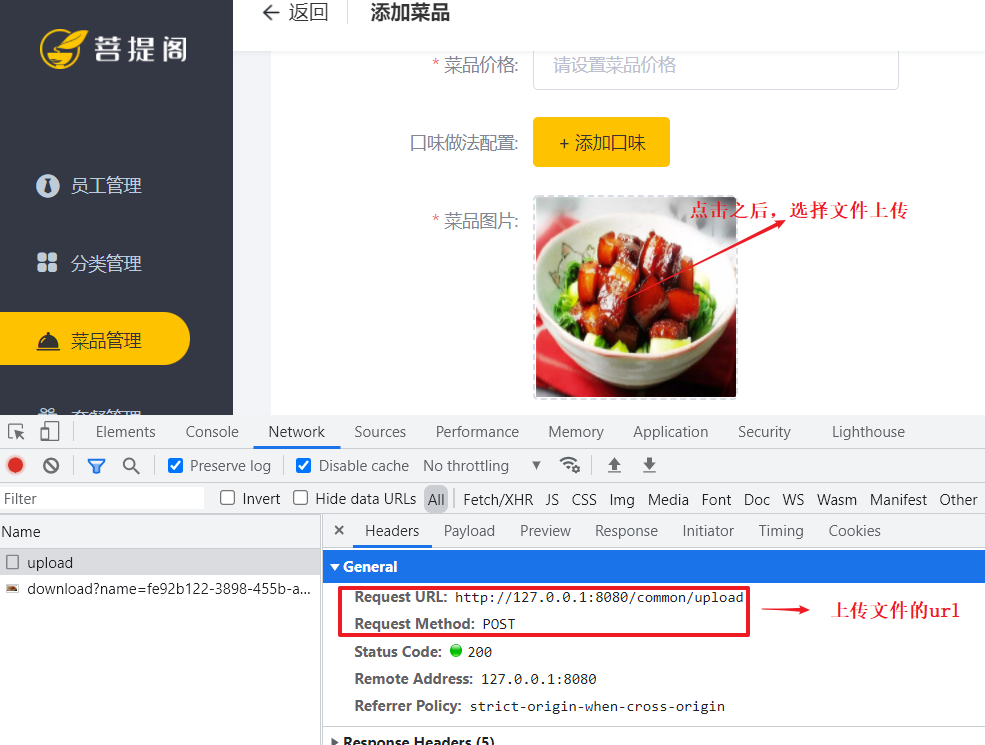 ← 返回 添加菜品
菩提阁
* 菜品价格: 请设置菜品价格
口味做法配置: + 添加口味
员工管理
* 菜品图片: 点击之后，选择文件上传
分类管理
菜品管理
套餐管理
Elements Console Network Sources Performance Memory Application Security Lighthouse
Preserve log Disable cache No throttling ▼
Filter Invert Hide data URLs All Fetch/XHR JS CSS Img Media Font Doc WS Wasm Manifest Other
Name × Headers Payload Preview Response Initiator Timing Cookies
upload ▼ General
download?name=fe92b122-3898-455b-a... Request URL: http://127.0.0.1:8080/common/upload
Request Method: POST 上传文件的url
Status Code: 200
Remote Address: 127.0.0.1:8080
Referrer Policy: strict-origin-when-cross-origin
▶ Response Headers (5)